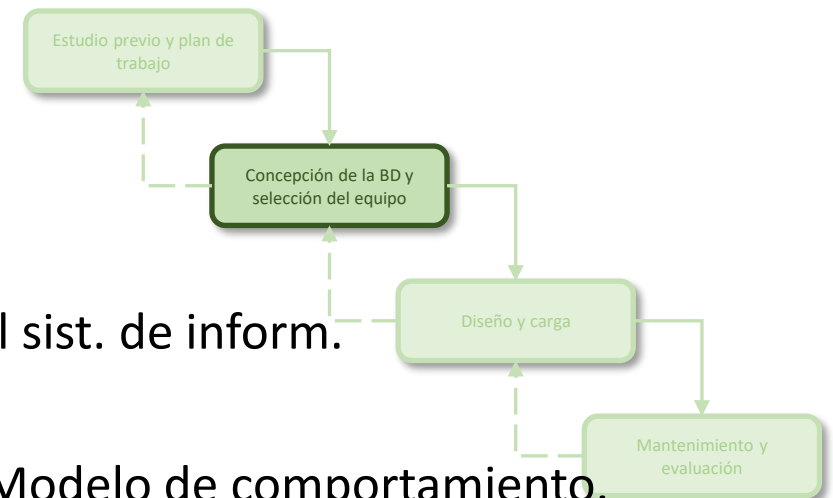 Estudio previo y plan de
trabajo
Concepción de la BD y
selección del equipo
l sist. de inform.
Diseño y carga
Mantenimiento y
evaluación
Modelo de comportamiento.